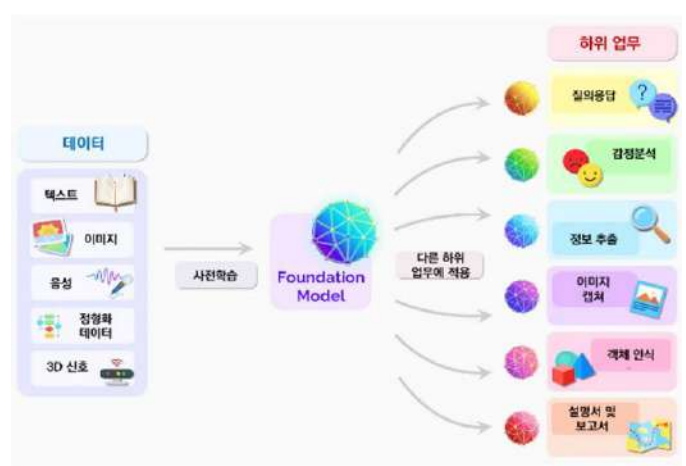 데이터
텍스트
이미지
음성
정형화
데이터
3D 신호
사전학습
Foundation
Model
다른 하위
업무에 적용
하위 업무
질의응답
?
감정분석
정보 추출
이미지
캡쳐
객체 인식
설명서 및
보고서